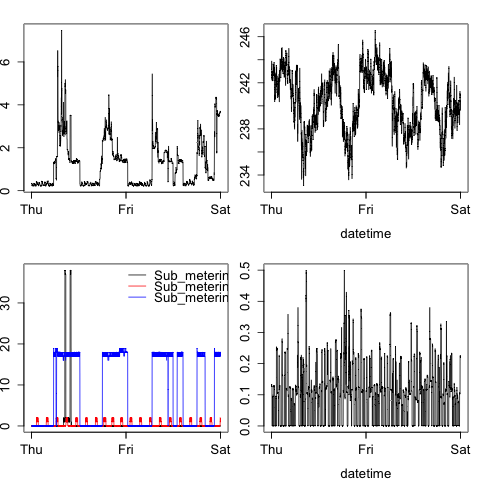 0 2 4 6
Thu Fri Sat
234 238 242 246
Thu Fri Sat
datetime
0 10 20 30
Sub_meterin
Sub_meterin
Sub_meterin
Thu Fri Sat
0.0 0.1 0.2 0.3 0.4 0.5
Thu Fri Sat
datetime